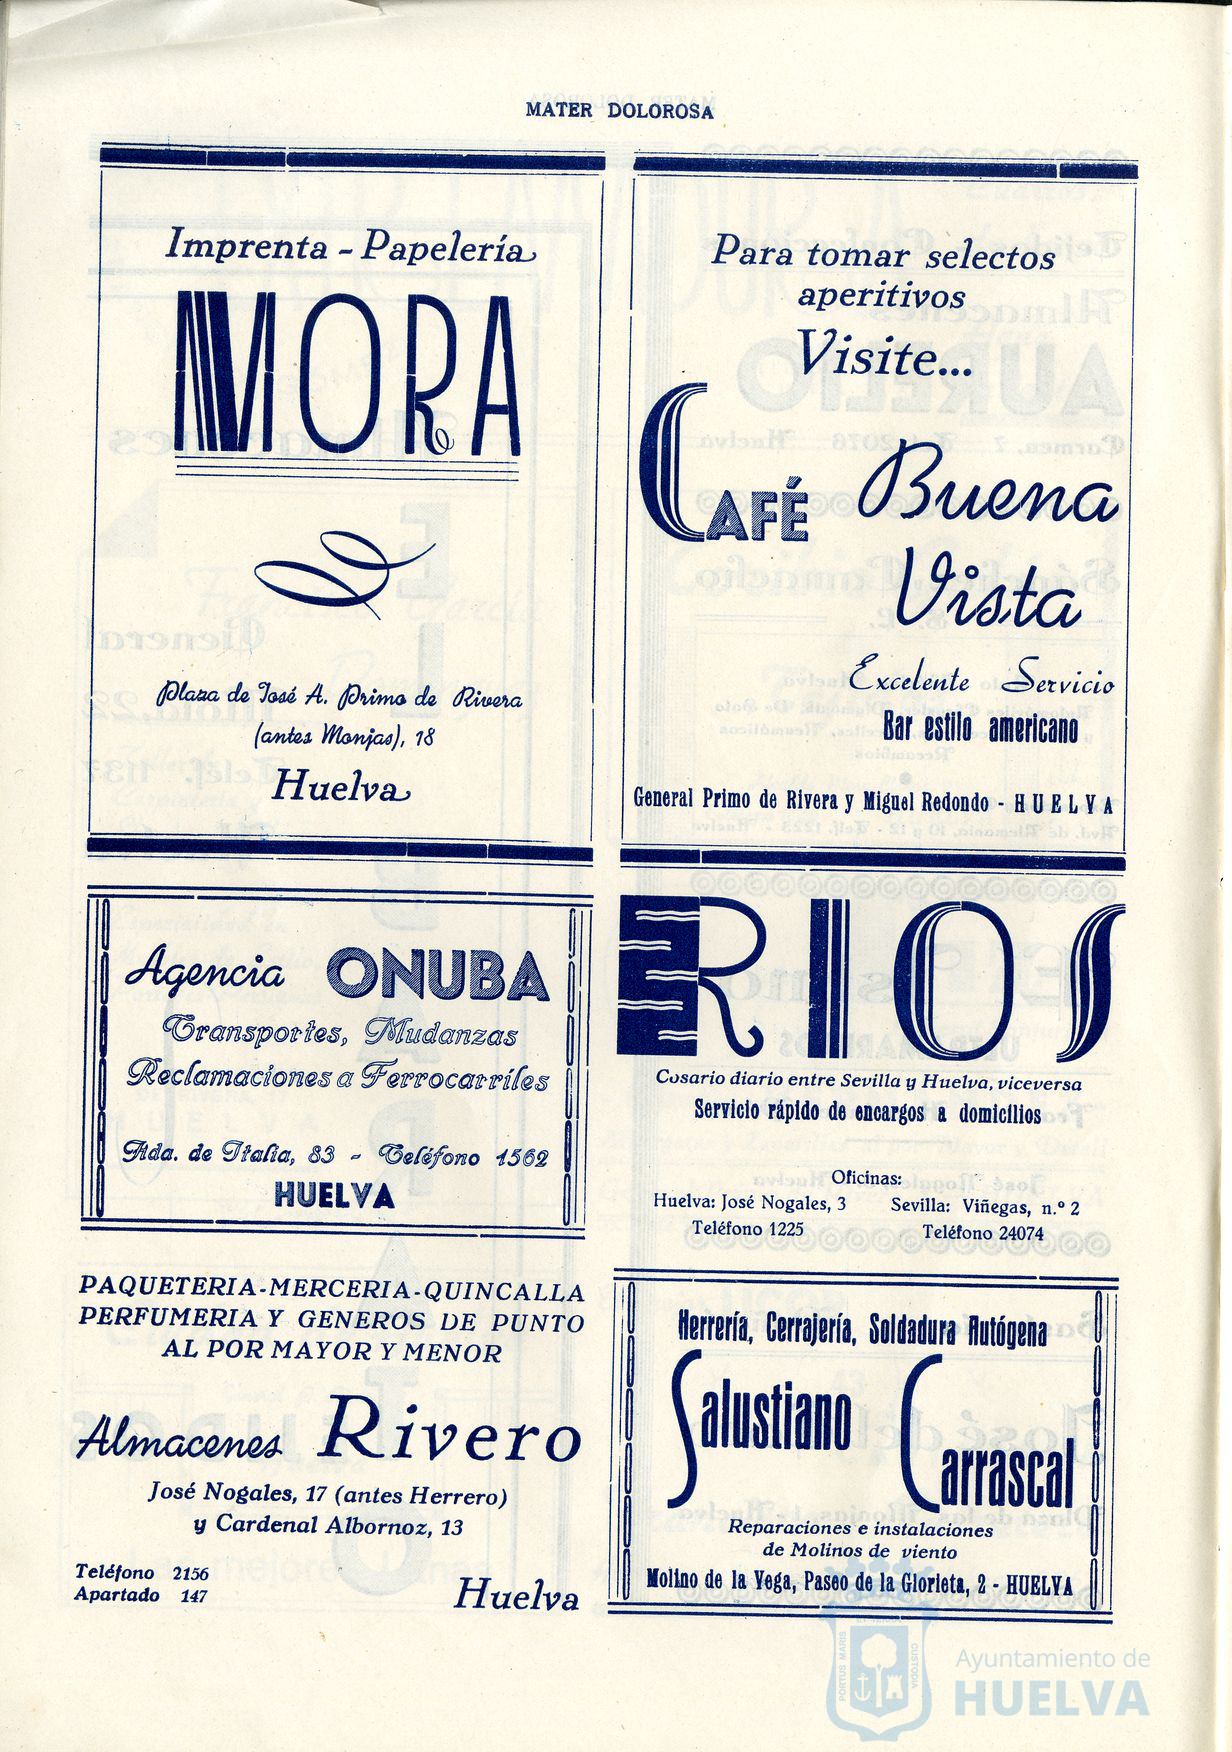 MATER DOLOROSA
Imprenta - Papelería
MORA
Plaza de José A. Primo de Rivera
(antes Monjas), 18
Huelva
Para tomar selectos
aperitivos
Visite...
CAFÉ Buena
Vista
Excelente Servicio
Bar estilo americano
General Primo de Rivera y Miguel Redondo - HUELVA
Agencia ONUBA
Transportes, Mudanzas
Reclamaciones a Ferrocarriles
Atda. de Italia, 83 - Teléfono 1562
HUELVA
RIOS
Cosario diario entre Sevilla y Huelva, viceversa
Servicio rápido de encargos a domicilios
Oficinas:
Huelva: José Nogales, 3 Sevilla: Viñegas, n.º 2
Teléfono 1225 Teléfono 24074
PAQUETERIA-MERCERIA-QUINCALLA
PERFUMERIA Y GENEROS DE PUNTO
AL POR MAYOR Y MENOR
Almacenes Rivero
José Nogales, 17 (antes Herrero)
y Cardenal Albornoz, 13
Teléfono 2156
Apartado 147
Huelva
Herrería, Cerrajería, Soldadura Autógena
Salustiano Carrascal
Reparaciones e instalaciones
de Molinos de viento
Molino de la Vega, Paseo de la Glorieta, 2 - HUELVA
PORTUS MARIS CUSTODIA
Ayuntamiento de
HUELVA